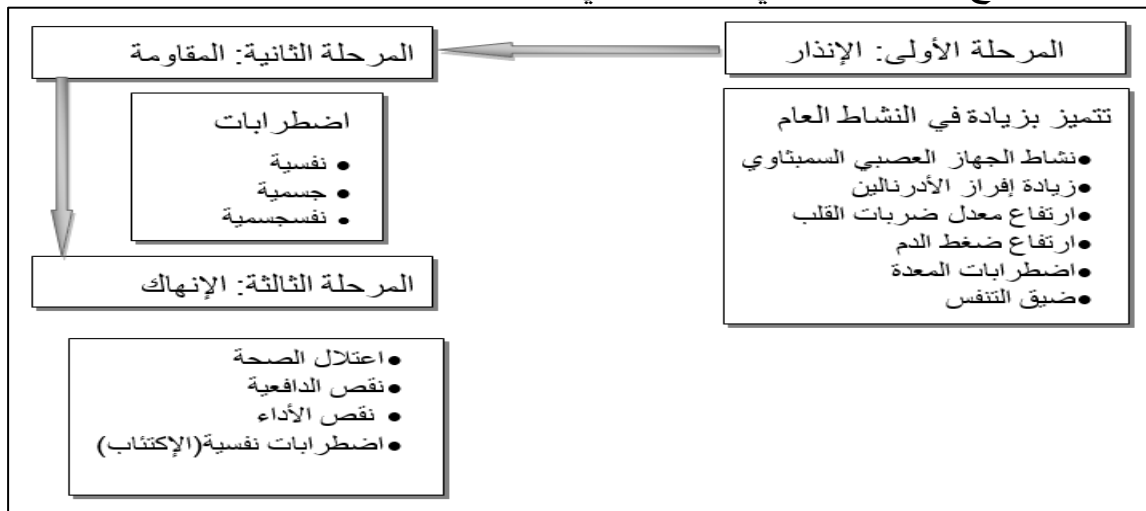 المرحلة الأولى: الإنذار
تتميز بزيادة في النشاط العام
●نشاط الجهاز العصبي السمبثاوي
●زيادة إفراز الأدرنالين
●ارتفاع معدل ضربات القلب
●ارتفاع ضغط الدم
●اضطرابات المعدة
●ضيق التنفس
المرحلة الثانية: المقاومة
اضطرابات
● نفسية
● جسمية
● نفسجسمية
المرحلة الثالثة: الإنهاك
●اعتلال الصحة
●نقص الدافعية
● نقص الأداء
●اضطرابات نفسية(الإكتئاب)